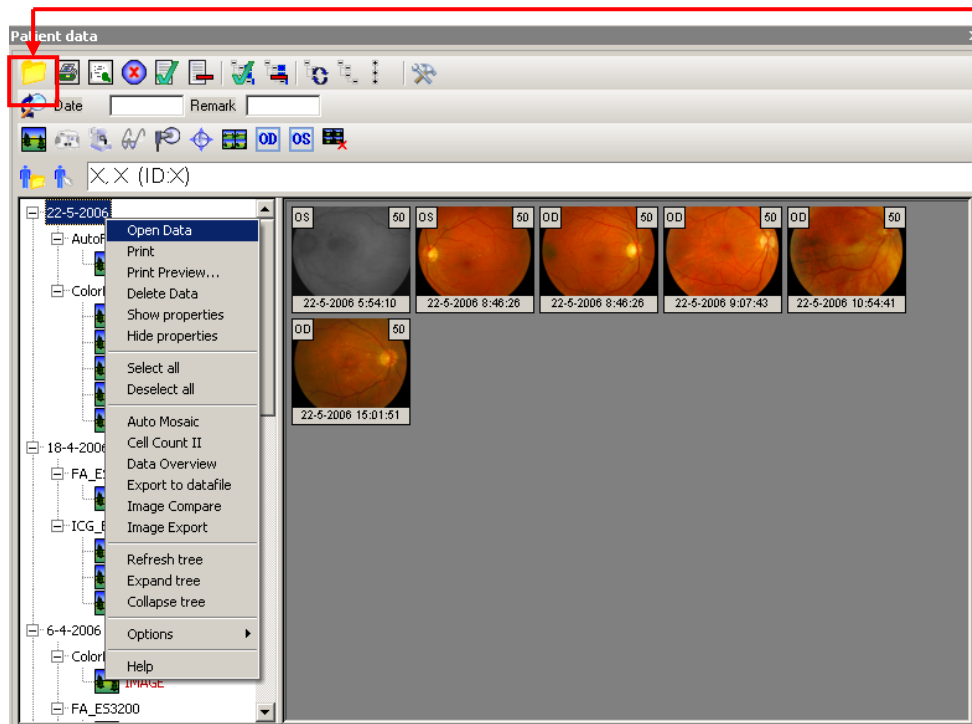 Patient data
Date Remark
OD OS
X, X (ID:X)
22-5-2006
18-4-2006
6-4-2006
IMAGE
FA_ES3200
Open Data
Print
Print Preview...
Delete Data
Show properties
Hide properties
Select all
Deselect all
Auto Mosaic
Cell Count II
Data Overview
Export to datafile
Image Compare
Image Export
Refresh tree
Expand tree
Collapse tree
Options
Help
OS 50 OS 50 OD 50 OD 50 OD 50
22-5-2006 5:54:10 22-5-2006 8:46:26 22-5-2006 8:46:26 22-5-2006 9:07:43 22-5-2006 10:54:41
OD 50
22-5-2006 15:01:51